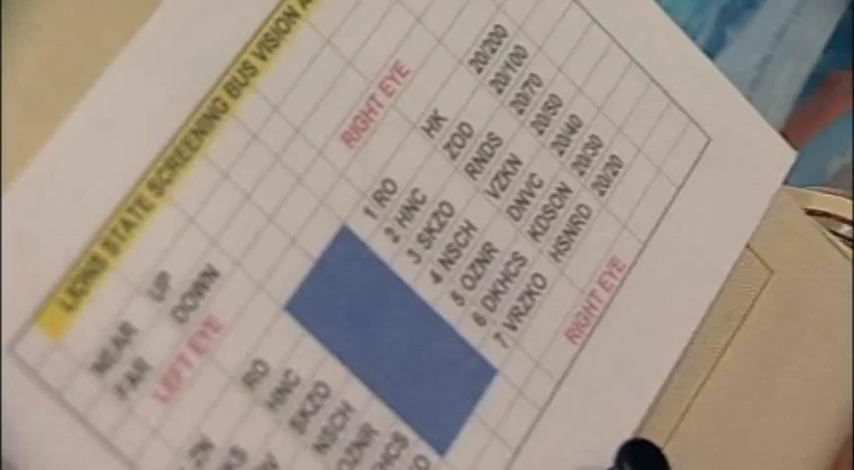 LIONS STATE SCREENING BUS VISION
NEAR UP
FAR DOWN
LEFT EYE RIGHT EYE
RO 1 RO HK 20/200
HNC 2 HNC ZOD 20/100
SKZO 3 SKZO RNDS 20/70
NSCH 4 NSCH VZKN 20/50
OZNR 5 OZNR DNVC 20/40
6 DKHCS KDSON 20/30
7 VRZKO HSNRD 20/20
RIGHT EYE